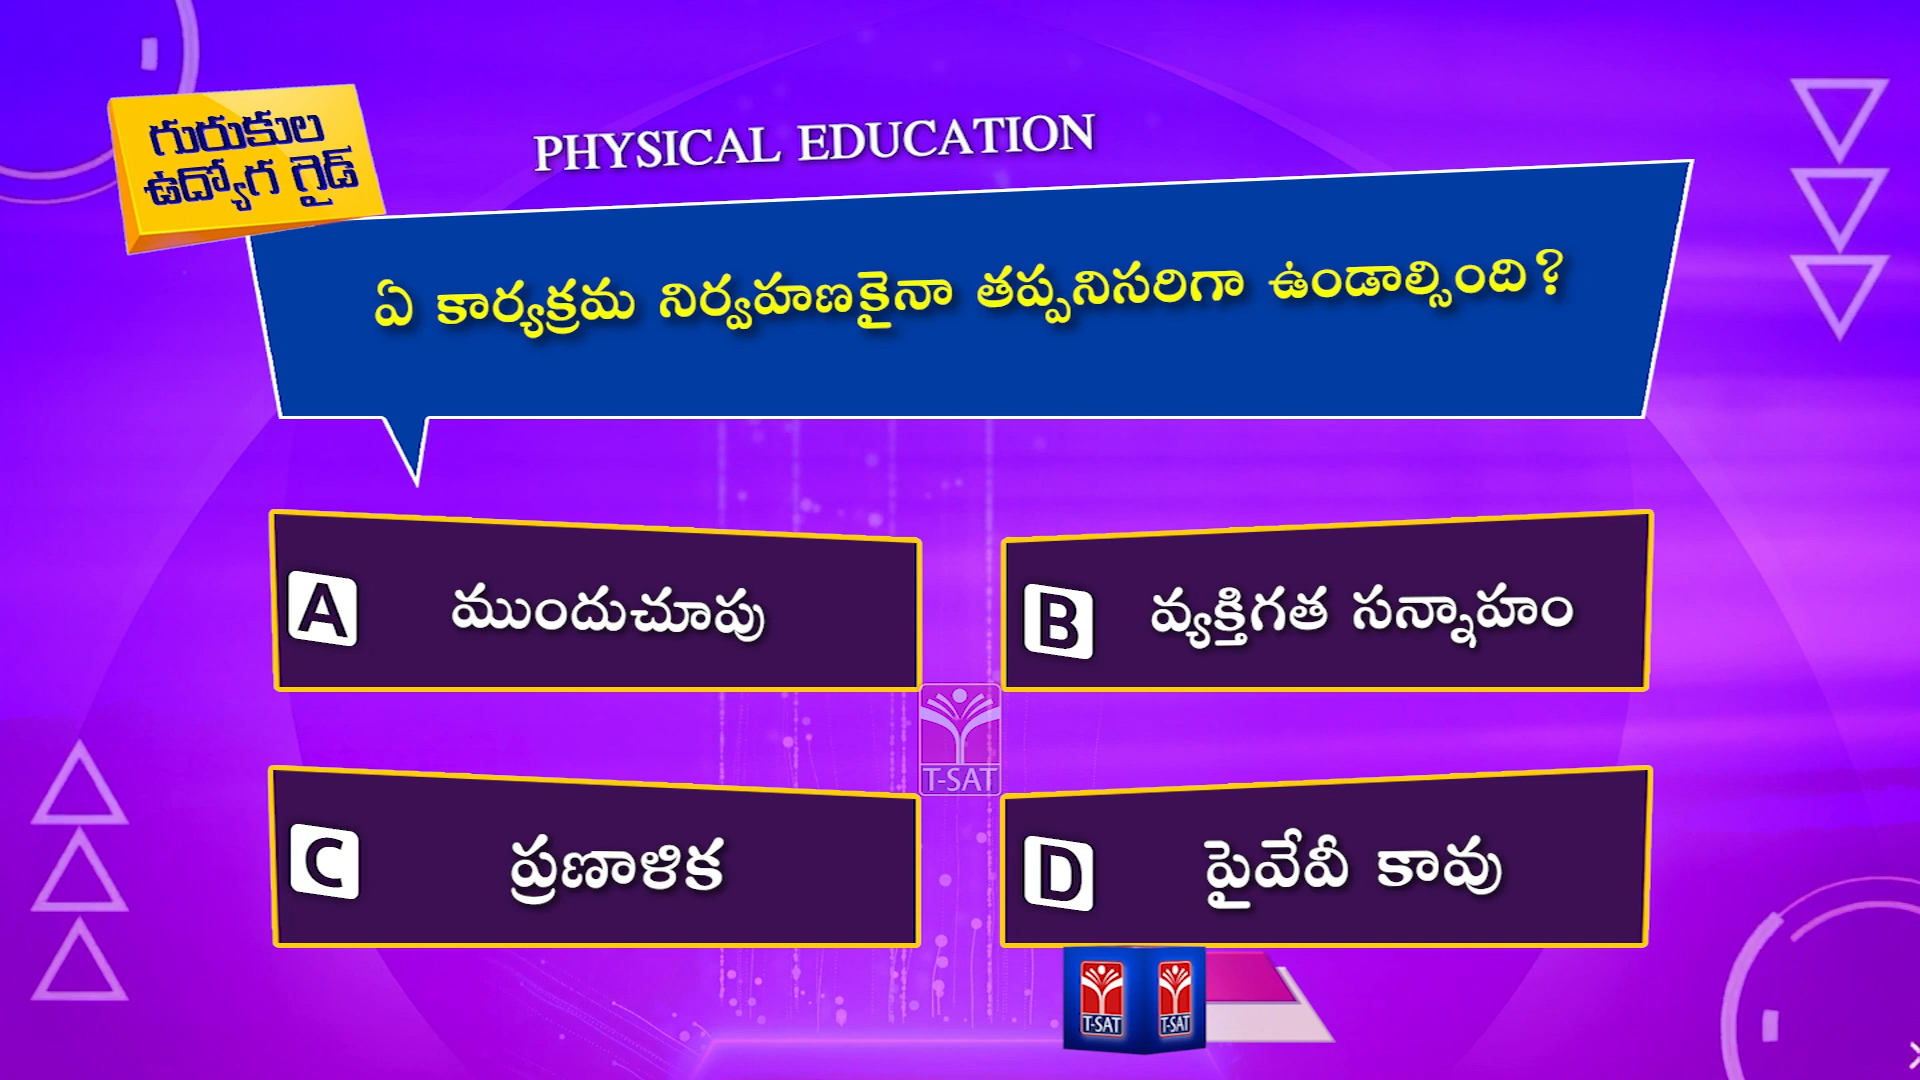 గురుకుల
ఉద్యోగ గైడ్
PHYSICAL EDUCATION
ఏ కార్యక్రమ నిర్వహణకైనా తప్పనిసరిగా ఉండాల్సింది?
A ముందుచూపు
B వ్యక్తిగత సన్నాహం
C ప్రణాళిక
D పైవేవీ కావు
T-SAT
T-SAT T-SAT